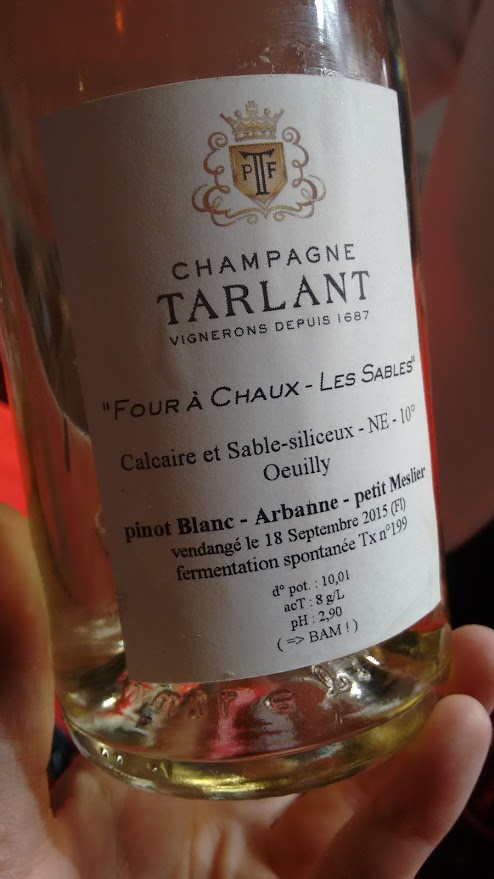 P T F
CHAMPAGNE
TARLANT
VIGNERONS DEPUIS 1687
"FOUR À CHAUX - LES SABLES"
Calcaire et Sable-siliceux - NE - 10°
Oeuilly
pinot Blanc - Arbanne - petit Meslier
vendangé le 18 Septembre 2015 (FI)
fermentation spontanée Tx n°199
d° pot. : 10,01
acT : 8 g/L
pH : 2,90
( => BAM ! )